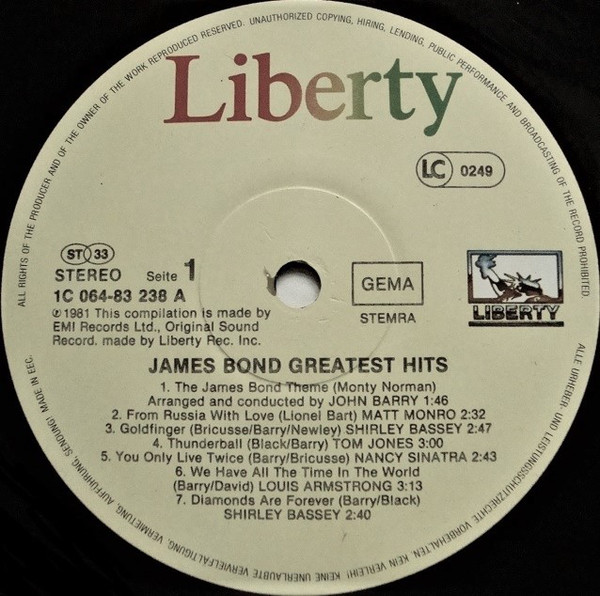 ALL RIGHTS OF THE PRODUCER AND OF THE OWNER OF THE WORK REPRODUCED RESERVED. UNAUTHORIZED COPYING, HIRING, LENDING, PUBLIC PERFORMANCE AND BROADCASTING OF THE RECORD PROHIBITED.
Liberty
LC 0249
ST 33
STEREO Seite 1
1C 064-83 238 A
℗ 1981 This compilation is made by
EMI Records Ltd., Original Sound
Record. made by Liberty Rec. Inc.
GEMA
STEMRA
LIBERTY
JAMES BOND GREATEST HITS
1. The James Bond Theme (Monty Norman)
Arranged and conducted by JOHN BARRY 1:46
2. From Russia With Love (Lionel Bart) MATT MONRO 2:32
3. Goldfinger (Bricusse/Barry/Newley) SHIRLEY BASSEY 2:47
4. Thunderball (Black/Barry) TOM JONES 3:00
5. You Only Live Twice (Barry/Bricusse) NANCY SINATRA 2:43
6. We Have All The Time In The World
(Barry/David) LOUIS ARMSTRONG 3:13
7. Diamonds Are Forever (Barry/Black)
SHIRLEY BASSEY 2:40
ALLE URHEBER- UND LEISTUNGSSCHUTZRECHTE VORBEHALTEN. KEIN VERLEIH! KEINE UNERLAUBTE VERVIELFÄLTIGUNG, VERMIETUNG, AUFFÜHRUNG, SENDUNG! MADE IN EEC.